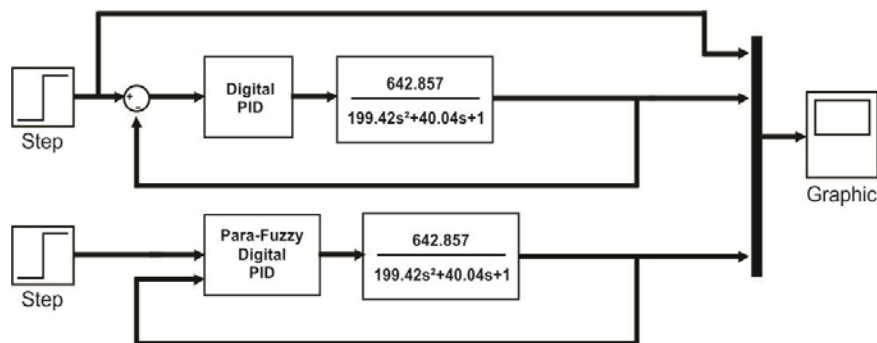 Step
+
-
Digital
PID
642.857
199.42s²+40.04s+1
Graphic
Step
Para-Fuzzy
Digital
PID
642.857
199.42s²+40.04s+1